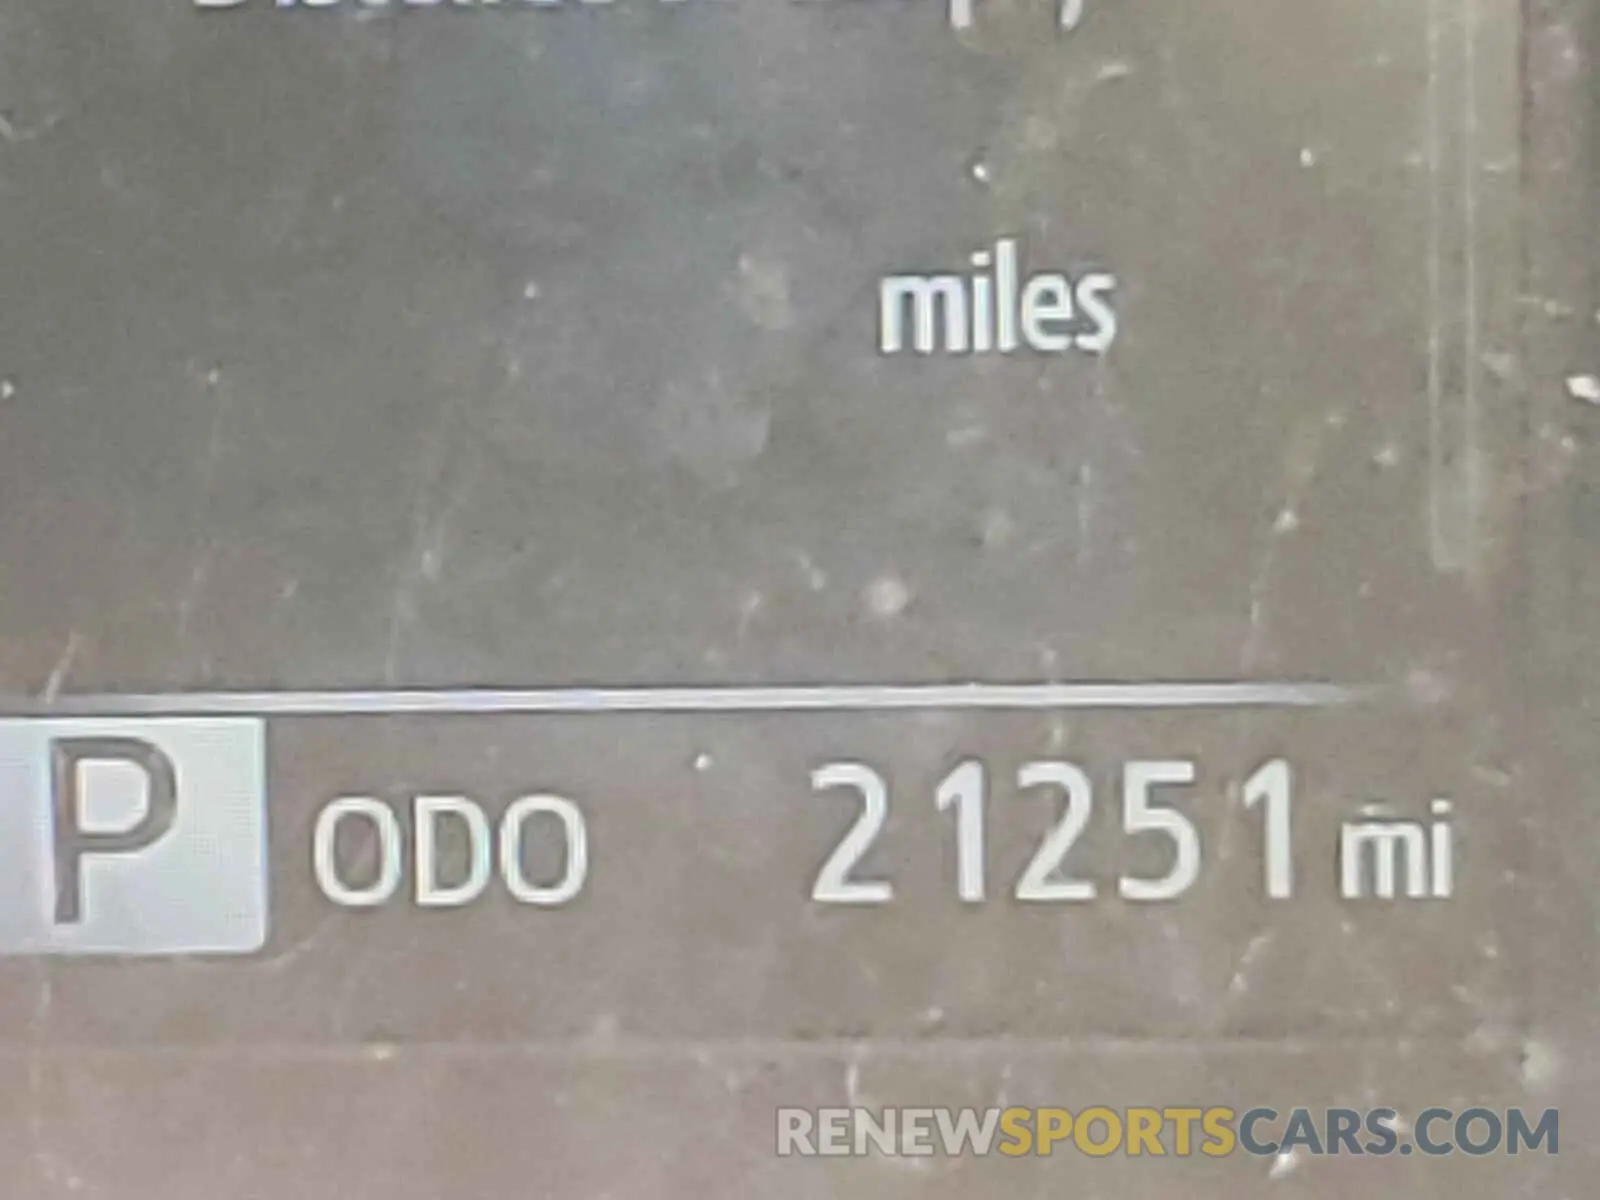 miles
P ODO 21251 mi
RENEWSPORTSCARS.COM